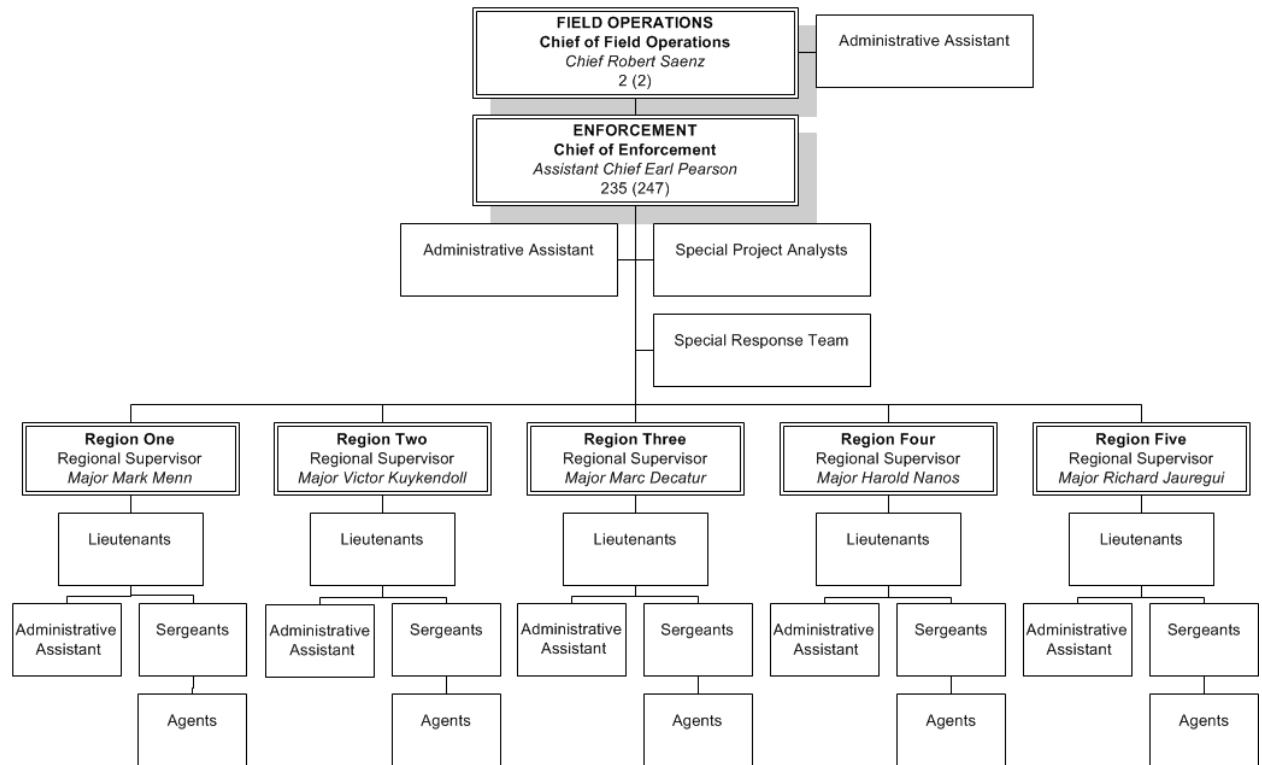 FIELD OPERATIONS
Chief of Field Operations
Chief Robert Saenz
2 (2)
Administrative Assistant
ENFORCEMENT
Chief of Enforcement
Assistant Chief Earl Pearson
235 (247)
Administrative Assistant
Special Project Analysts
Special Response Team
Region One
Regional Supervisor
Major Mark Menn
Region Two
Regional Supervisor
Major Victor Kuykendoll
Region Three
Regional Supervisor
Major Marc Decatur
Region Four
Regional Supervisor
Major Harold Nanos
Region Five
Regional Supervisor
Major Richard Jauregui
Lieutenants
Lieutenants
Lieutenants
Lieutenants
Lieutenants
Administrative
Assistant
Sergeants
Administrative
Assistant
Sergeants
Administrative
Assistant
Sergeants
Administrative
Assistant
Sergeants
Administrative
Assistant
Sergeants
Agents
Agents
Agents
Agents
Agents